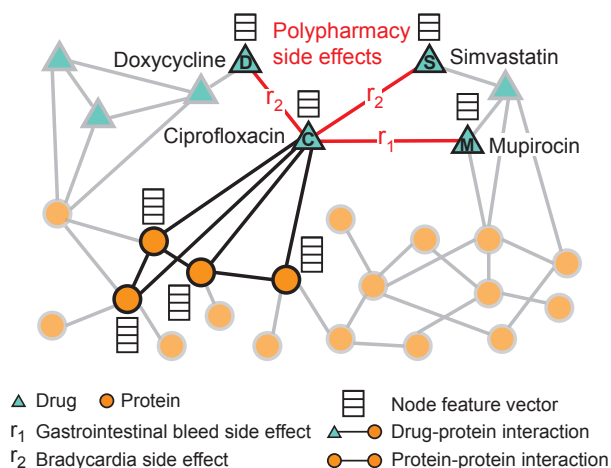 Polypharmacy
side effects
Doxycycline
D
S
Simvastatin
r2
r2
Ciprofloxacin
C
r1
M
Mupirocin
Drug
Protein
Node feature vector
r1 Gastrointestinal bleed side effect
Drug-protein interaction
r2 Bradycardia side effect
Protein-protein interaction